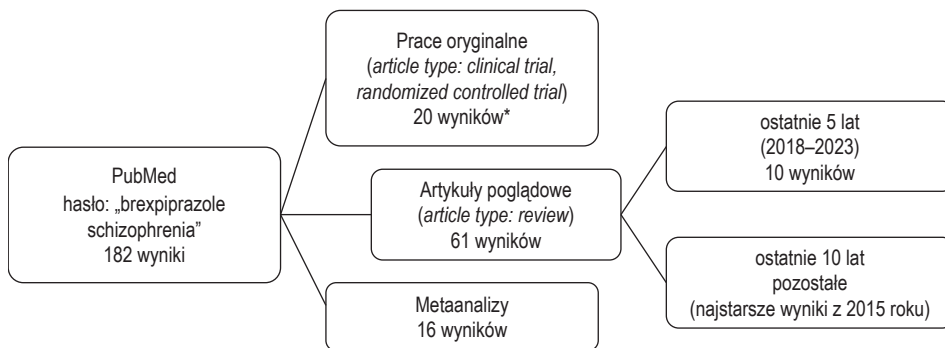 PubMed
hasło: „brexpiprazole
schizophrenia”
182 wyniki
Prace oryginalne
(article type: clinical trial,
randomized controlled trial)
20 wyników*
Artykuły poglądowe
(article type: review)
61 wyników
Metaanalizy
16 wyników
ostatnie 5 lat
(2018–2023)
10 wyników
ostatnie 10 lat
pozostałe
(najstarsze wyniki z 2015 roku)